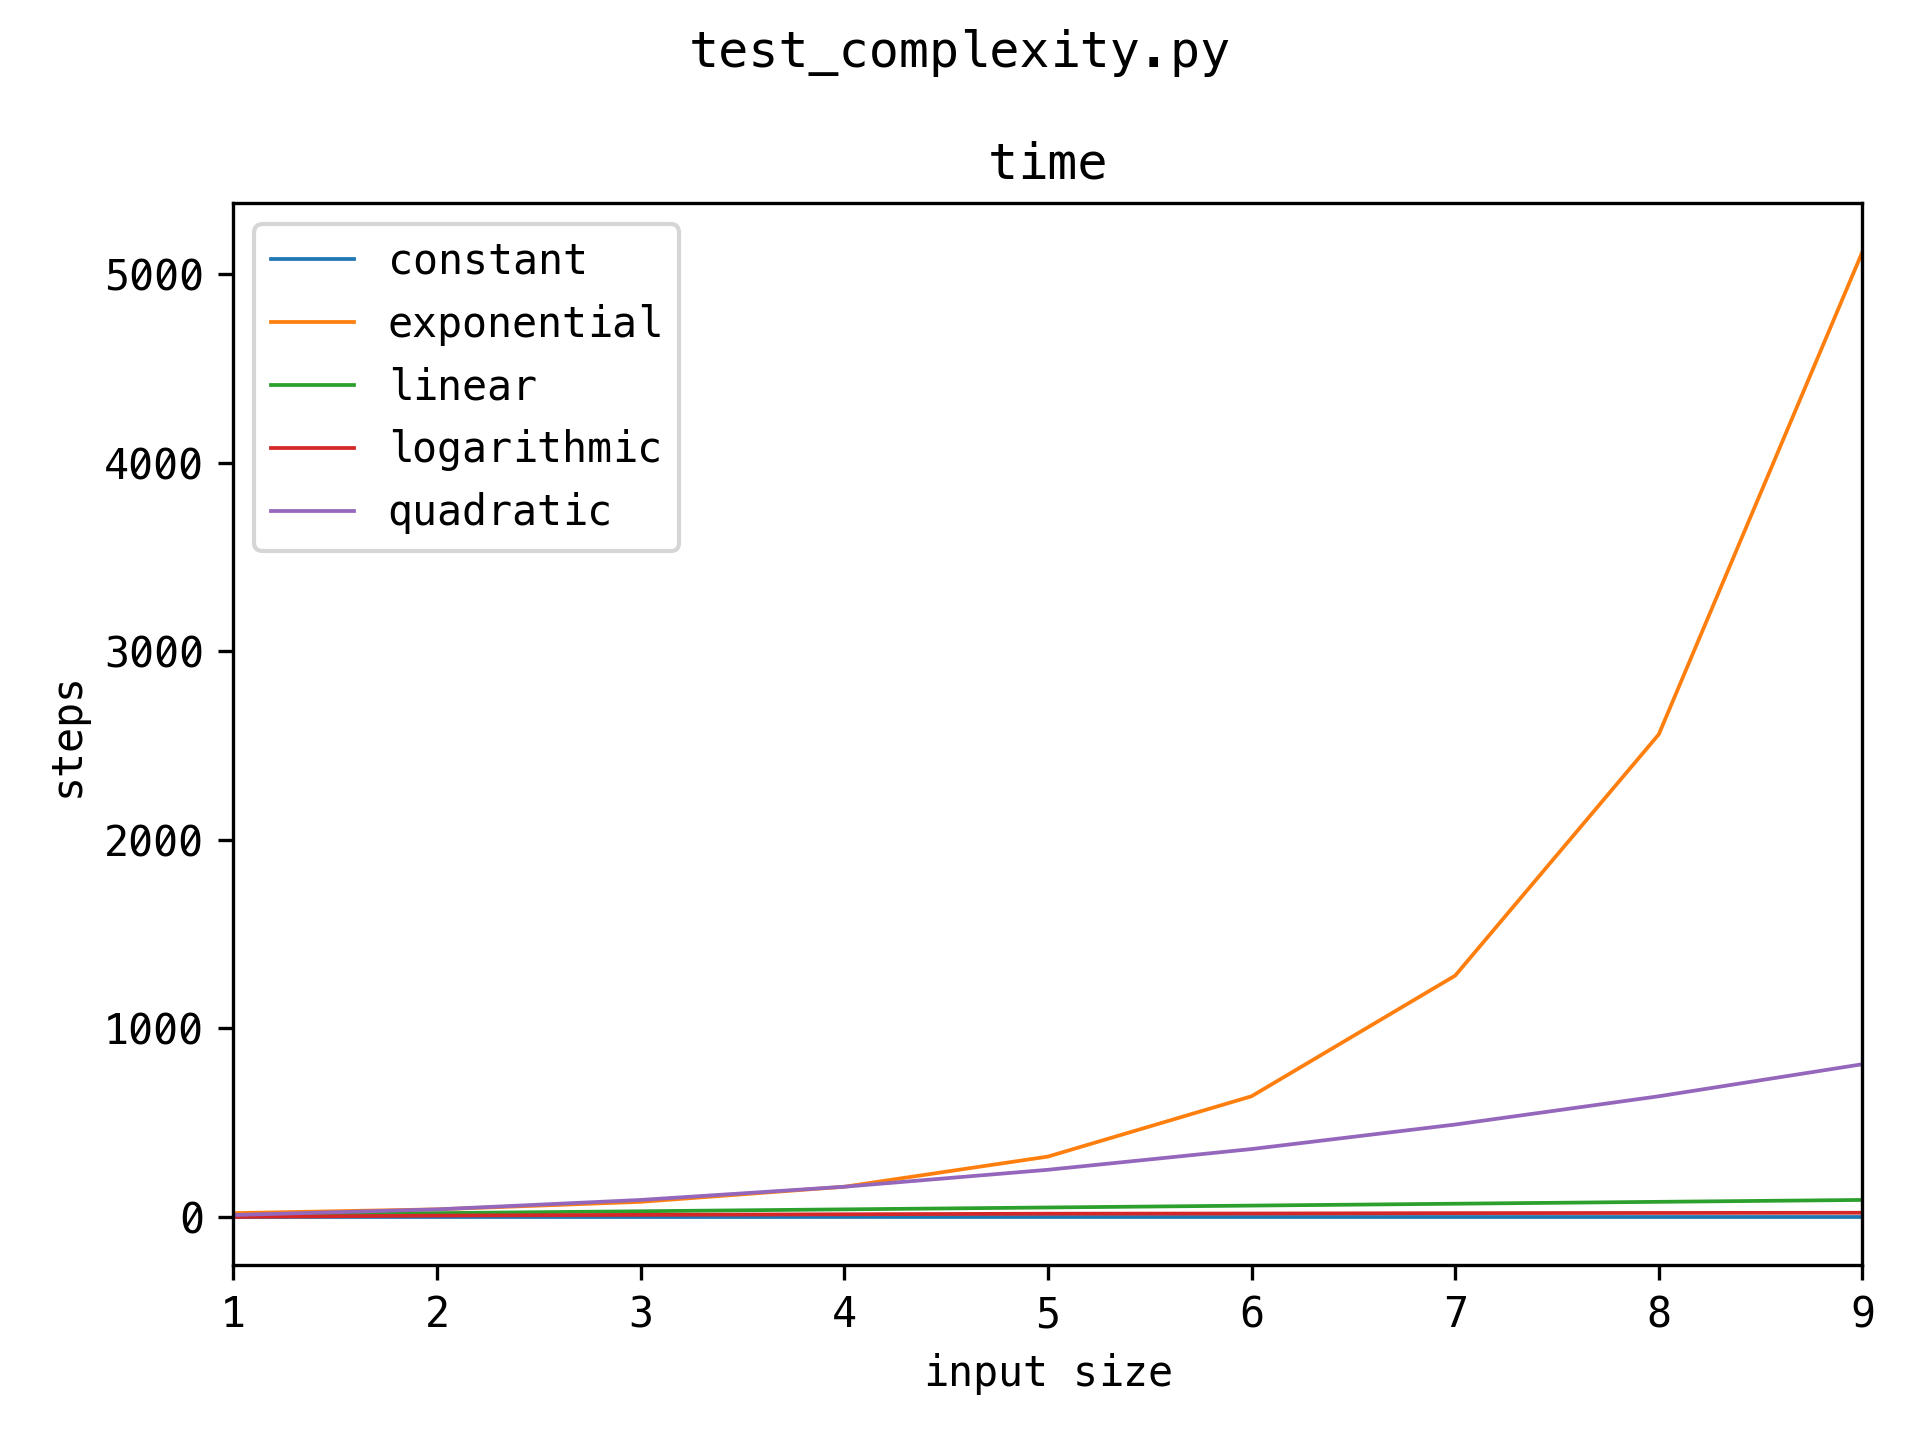 test_complexity.py
time
constant
exponential
linear
logarithmic
quadratic
5000
4000
3000
2000
1000
0
steps
1 2 3 4 5 6 7 8 9
input size